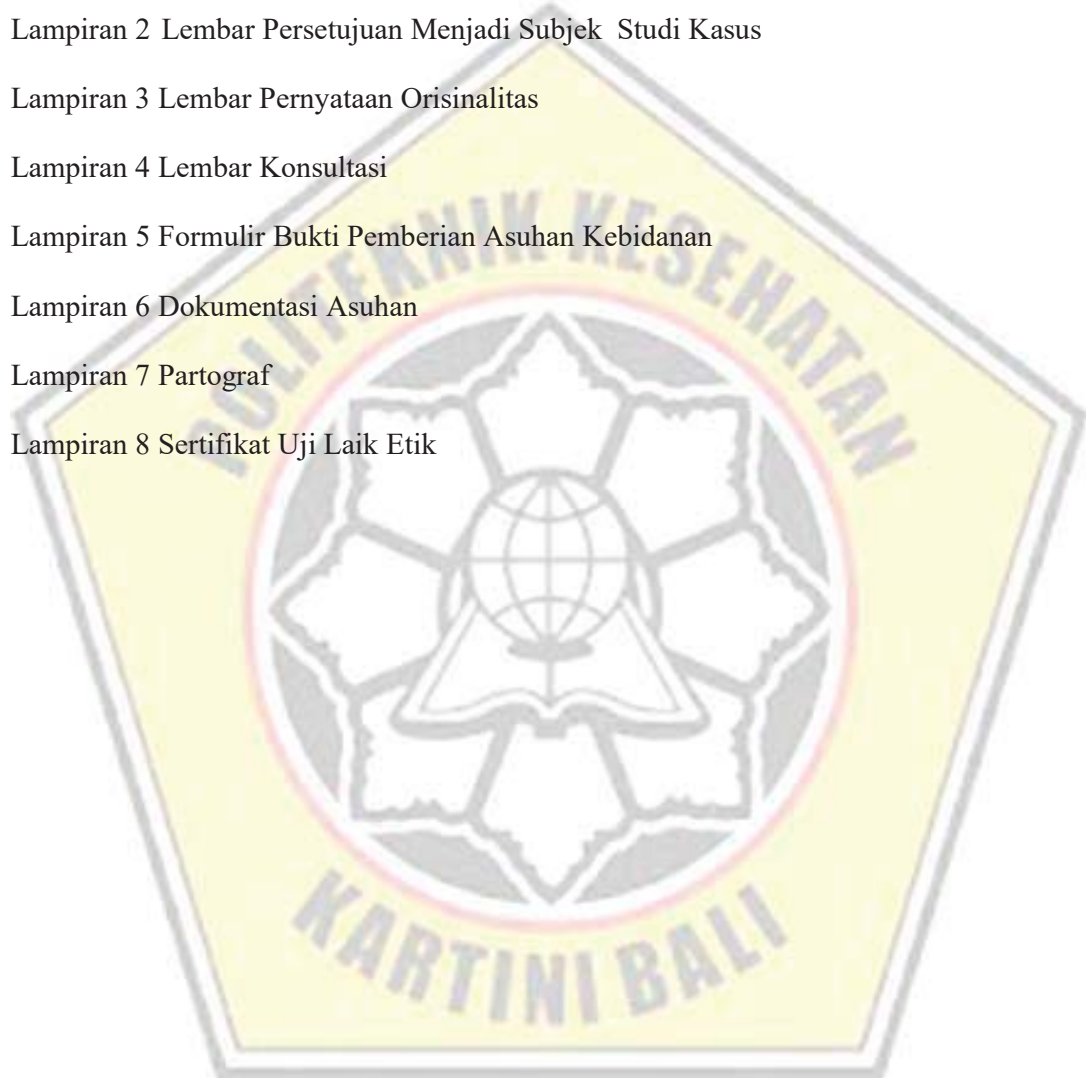 Lampiran 2 Lembar Persetujuan Menjadi Subjek Studi Kasus
Lampiran 3 Lembar Pernyataan Orisinalitas
Lampiran 4 Lembar Konsultasi
Lampiran 5 Formulir Bukti Pemberian Asuhan Kebidanan
Lampiran 6 Dokumentasi Asuhan
Lampiran 7 Partograf
Lampiran 8 Sertifikat Uji Laik Etik
POLITEKNIK KESEHATAN
KARTINI BALI